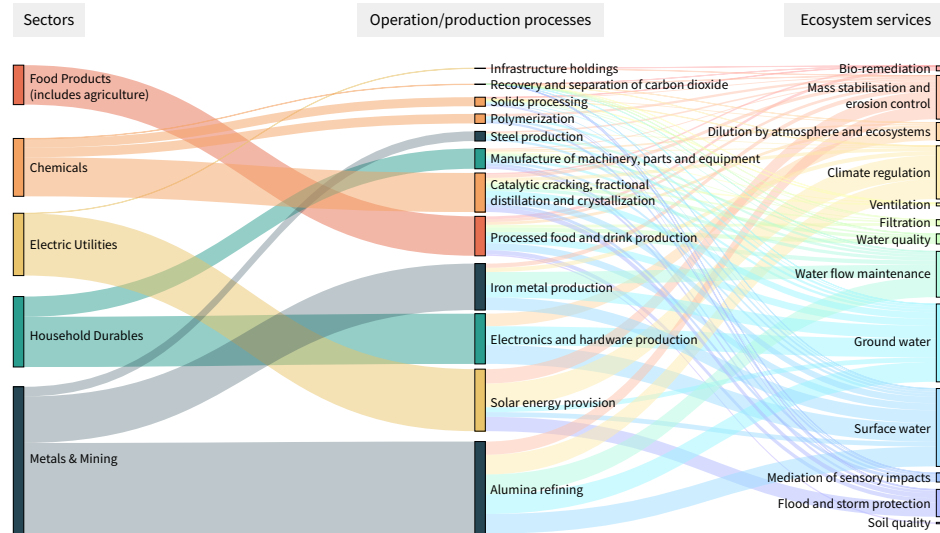 Sectors
Operation/production processes
Ecosystem services
Food Products
(includes agriculture)
Chemicals
Electric Utilities
Household Durables
Metals & Mining
Infrastructure holdings
Recovery and separation of carbon dioxide
Solids processing
Polymerization
Steel production
Manufacture of machinery, parts and equipment
Catalytic cracking, fractional
distillation and crystallization
Processed food and drink production
Iron metal production
Electronics and hardware production
Solar energy provision
Alumina refining
Bio-remediation
Mass stabilisation and
erosion control
Dilution by atmosphere and ecosystems
Climate regulation
Ventilation
Filtration
Water quality
Water flow maintenance
Ground water
Surface water
Mediation of sensory impacts
Flood and storm protection
Soil quality